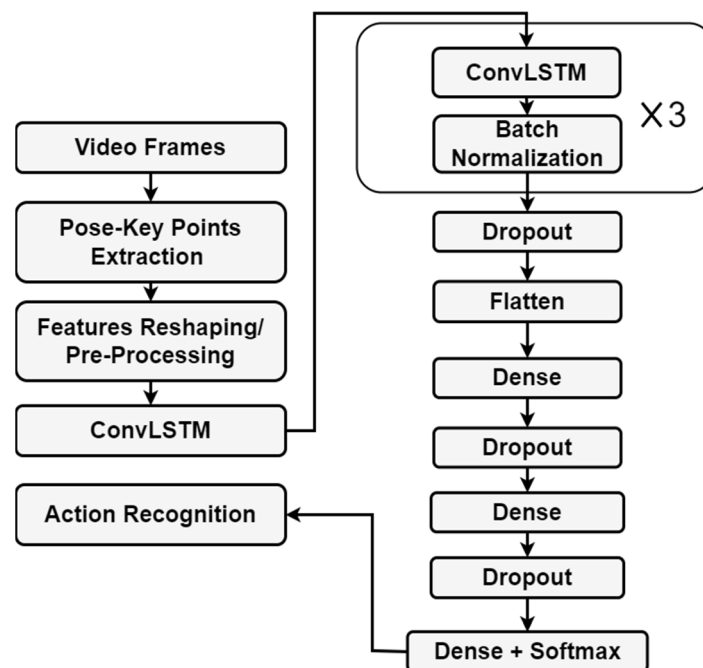 Video Frames
Pose-Key Points
Extraction
Features Reshaping/
Pre-Processing
ConvLSTM
Action Recognition
ConvLSTM
Batch
Normalization
×3
Dropout
Flatten
Dense
Dropout
Dense
Dropout
Dense + Softmax